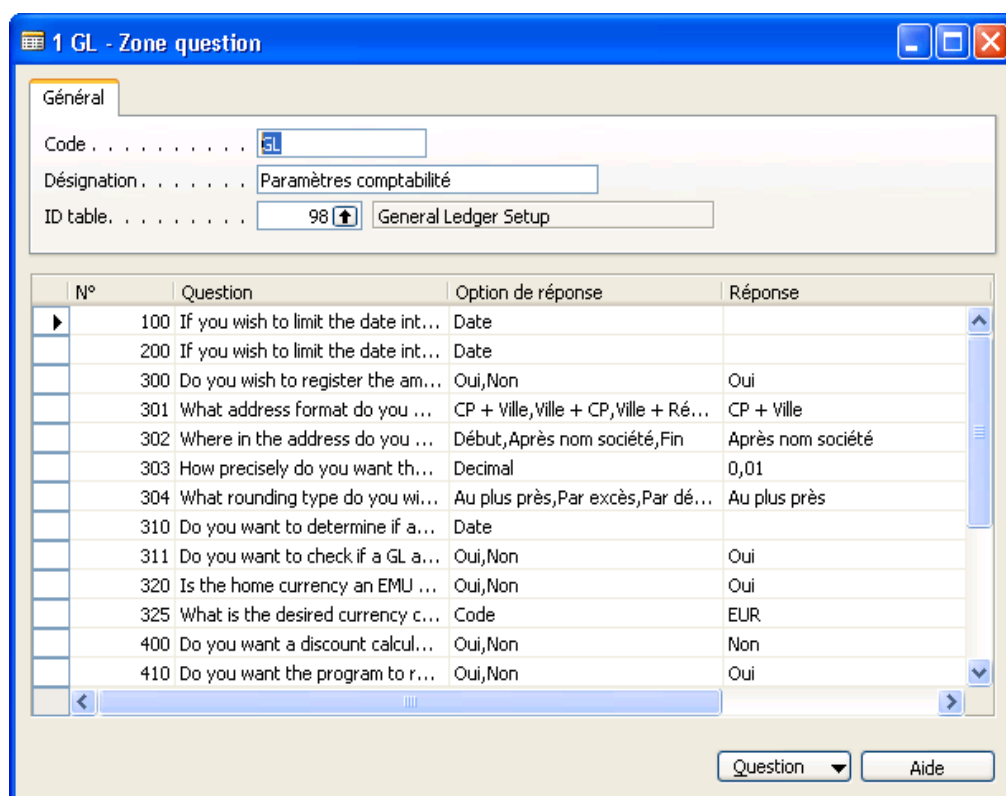 1 GL - Zone question
Général
Code . . . . . . . . . . GL
Désignation . . . . . . . Paramètres comptabilité
ID table. . . . . . . . . 98 General Ledger Setup
N° Question Option de réponse Réponse
100 If you wish to limit the date int... Date
200 If you wish to limit the date int... Date
300 Do you wish to register the am... Oui,Non Oui
301 What address format do you ... CP + Ville,Ville + CP,Ville + Ré... CP + Ville
302 Where in the address do you ... Début,Après nom société,Fin Après nom société
303 How precisely do you want th... Decimal 0,01
304 What rounding type do you wi... Au plus près,Par excès,Par dé... Au plus près
310 Do you want to determine if a... Date
311 Do you want to check if a GL a... Oui,Non Oui
320 Is the home currency an EMU ... Oui,Non Oui
325 What is the desired currency c... Code EUR
400 Do you want a discount calcul... Oui,Non Non
410 Do you want the program to r... Oui,Non Oui
Question Aide